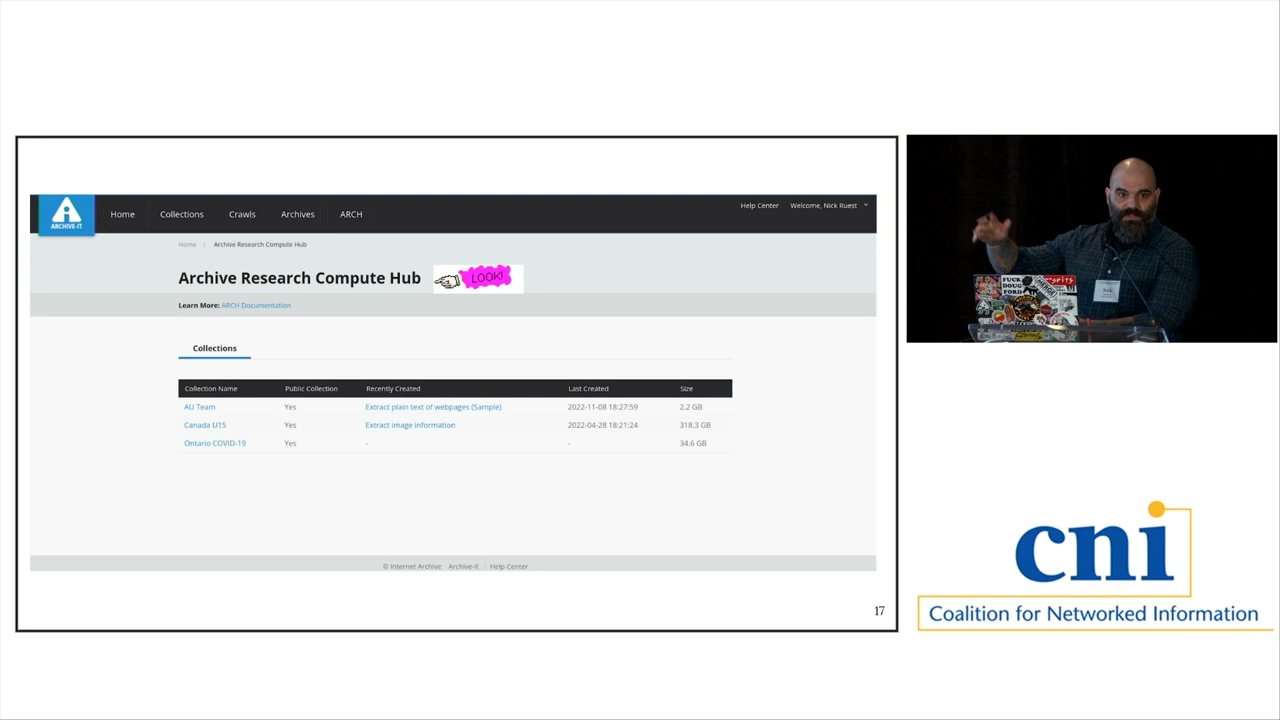 ARCHIVE-IT
Home Collections Crawls Archives ARCH
Help Center Welcome, Nick Ruest
Home / Archive Research Compute Hub
Archive Research Compute Hub
LOOK!
Learn More: ARCH Documentation
Collections
Collection Name Public Collection Recently Created Last Created Size
AU Team Yes Extract plain text of webpages (Sample) 2022-11-08 18:27:59 2.2 GB
Canada U15 Yes Extract image information 2022-04-28 18:21:24 318.3 GB
Ontario COVID-19 Yes - - 34.6 GB
© Internet Archive Archive-It | Help Center
17
FUCK
DOUG
FORD
Nick
cni
Coalition for Networked Information